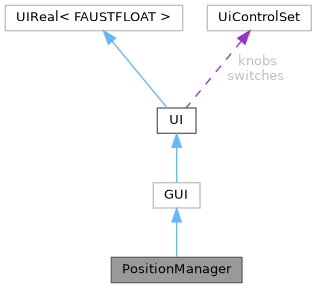 UIReal< FAUSTFLOAT >
UiControlSet
knobs
switches
UI
GUI
PositionManager